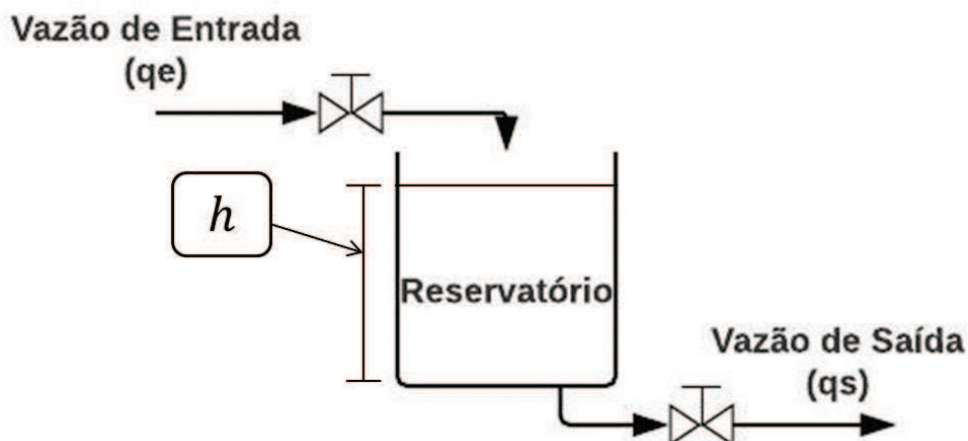 Vazão de Entrada
(qe)
h
Reservatório
Vazão de Saída
(qs)